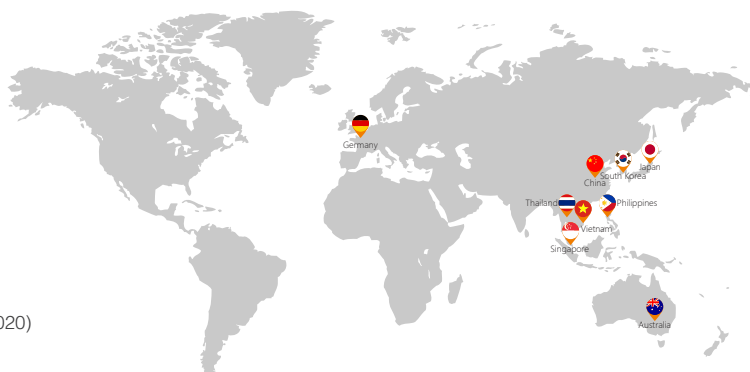 Germany
Japan
South Korea
China
Thailand
Philippines
Vietnam
Singapore
020)
Australia